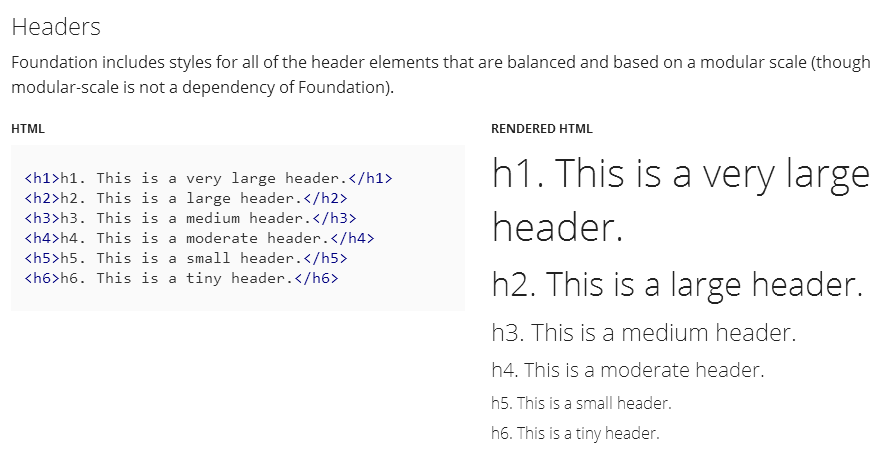 Headers
Foundation includes styles for all of the header elements that are balanced and based on a modular scale (though
modular-scale is not a dependency of Foundation).
HTML
<h1>h1. This is a very large header.</h1>
<h2>h2. This is a large header.</h2>
<h3>h3. This is a medium header.</h3>
<h4>h4. This is a moderate header.</h4>
<h5>h5. This is a small header.</h5>
<h6>h6. This is a tiny header.</h6>
RENDERED HTML
h1. This is a very large
header.
h2. This is a large header.
h3. This is a medium header.
h4. This is a moderate header.
h5. This is a small header.
h6. This is a tiny header.